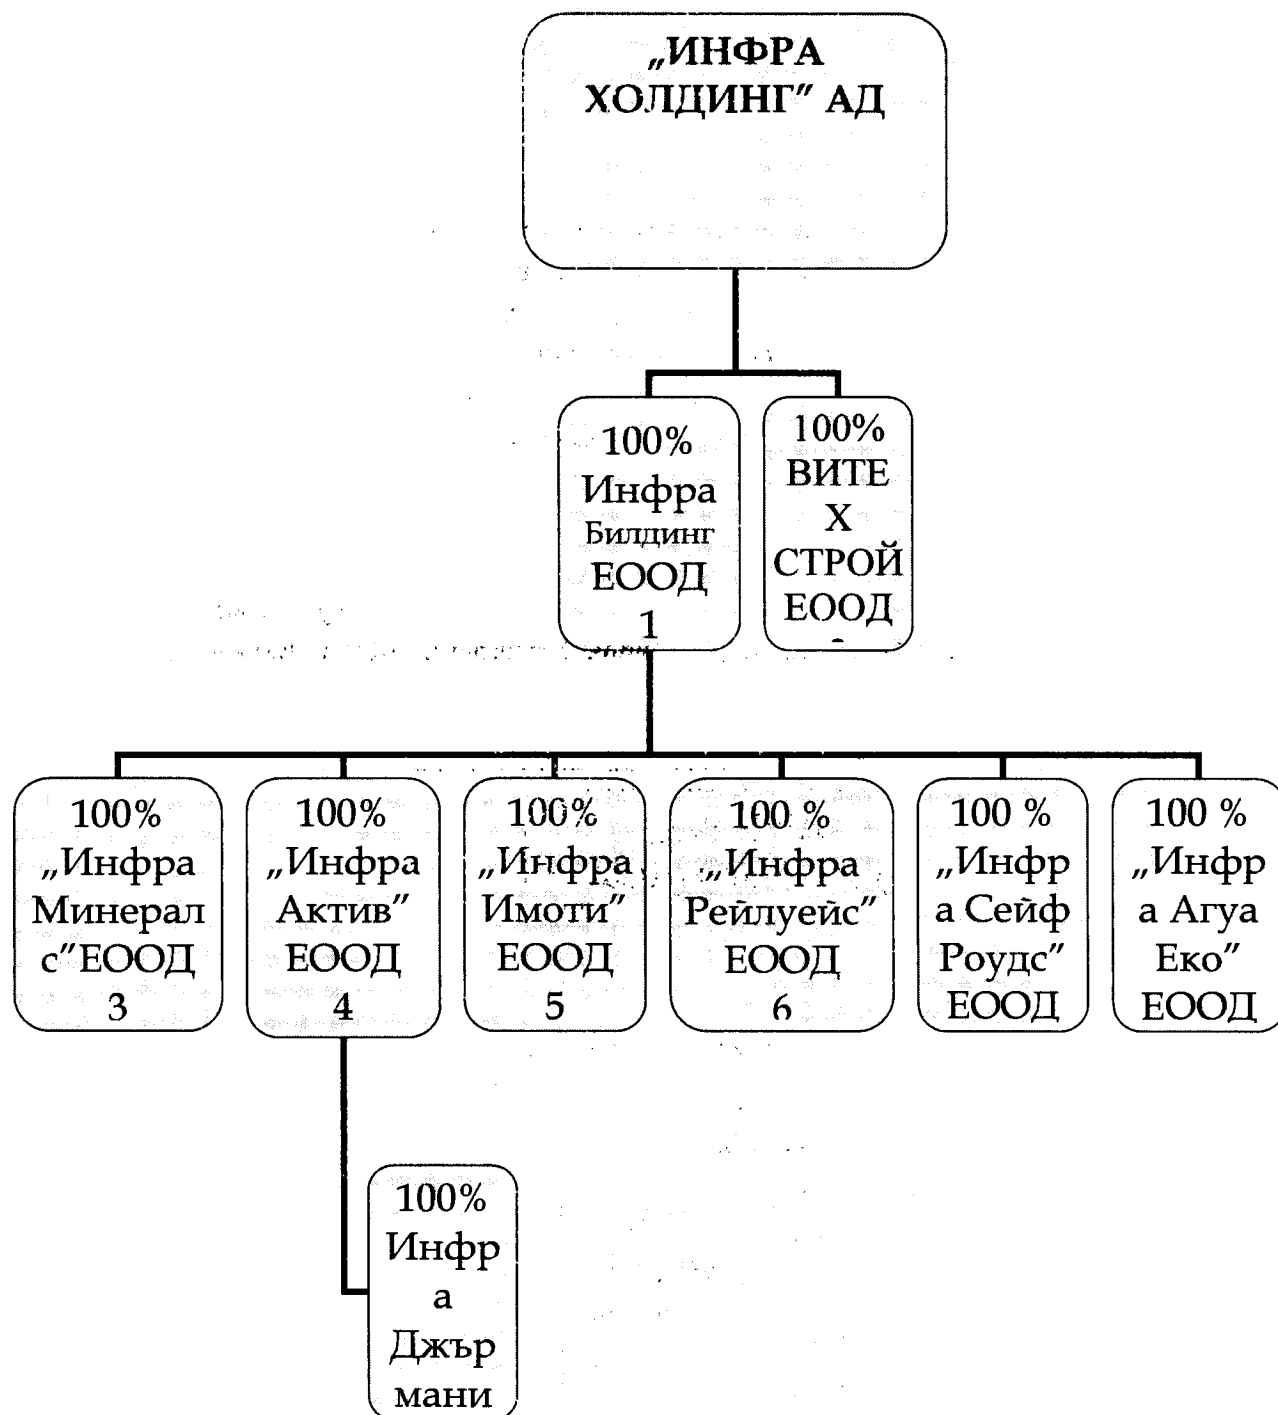 „ИНФРА
ХОЛДИНГ" АД
100%
Инфра
Билдинг
ЕООД
1
100%
ВИТЕ
Х
СТРОЙ
ЕООД
100%
„Инфра
Минерал
с"ЕООД
3
100%
„Инфра
Актив"
ЕООД
4
100%
„Инфра
Имоти"
ЕООД
5
100 %
„Инфра
Рейлуейс"
ЕООД
6
100 %
„Инфр
а Сейф
Роудс"
ЕООД
100 %
„Инфр
а Агуа
Еко"
ЕООД
100%
Инфр
а
Джър
мани